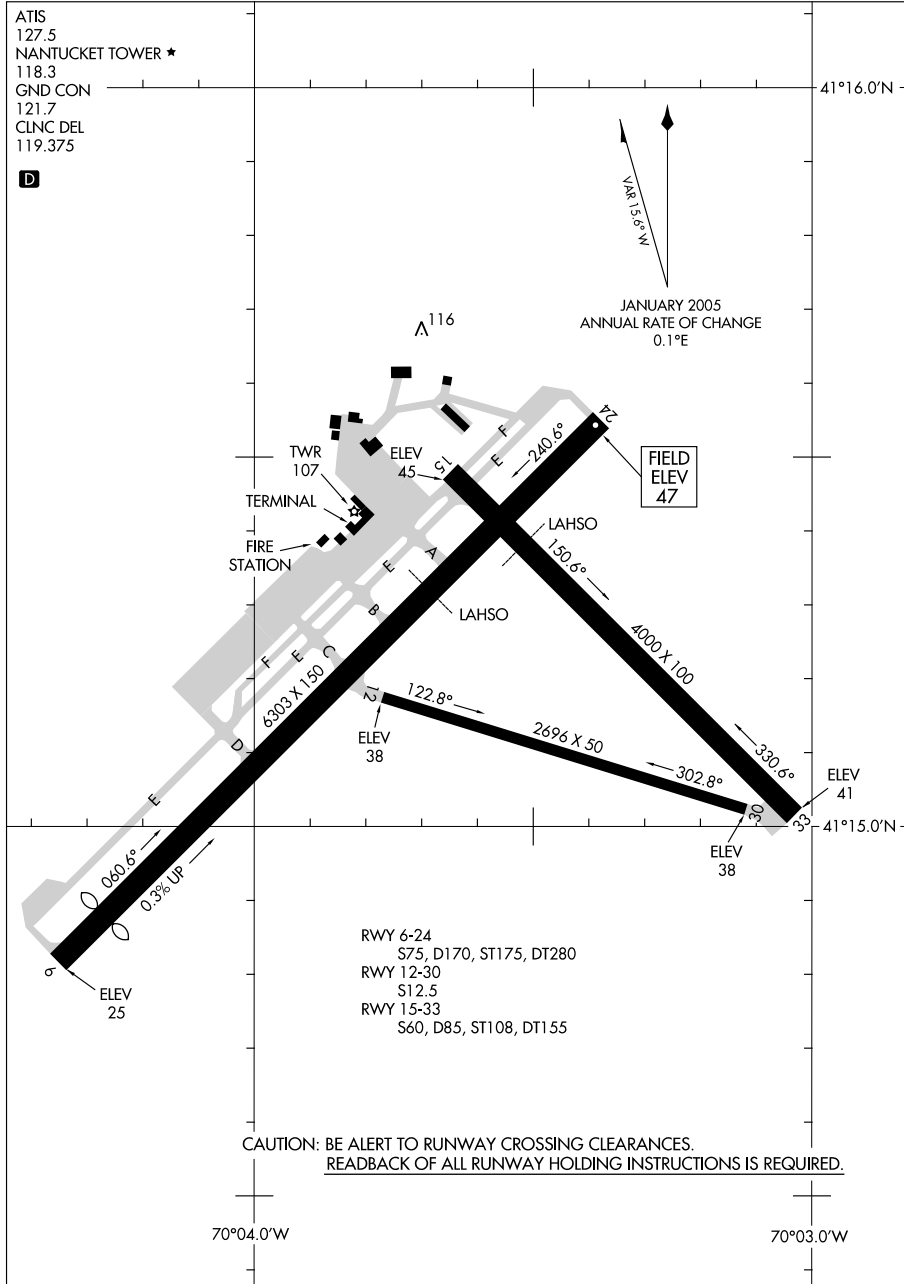 ATIS
127.5
NANTUCKET TOWER
118.3
GND CON
121.7
CLNC DEL
119.375
D
41°16.0'N
VAR 15.6° W
JANUARY 2005
ANNUAL RATE OF CHANGE
0.1°E
116
TWR
107
TERMINAL
FIRE
STATION
ELEV
45
15
F
E
240.6°
24
FIELD
ELEV
47
LAHSO
150.6°
A
E
LAHSO
B
4000 X 100
F
E
C
6303 X 150
12
122.8°
2696 X 50
302.8°
330.6°
ELEV
38
D
30
33
ELEV
41
41°15.0'N
ELEV
38
E
060.6°
0.3% UP
6
ELEV
25
RWY 6-24
S75, D170, ST175, DT280
RWY 12-30
S12.5
RWY 15-33
S60, D85, ST108, DT155
CAUTION: BE ALERT TO RUNWAY CROSSING CLEARANCES.
READBACK OF ALL RUNWAY HOLDING INSTRUCTIONS IS REQUIRED.
70°04.0'W
70°03.0'W